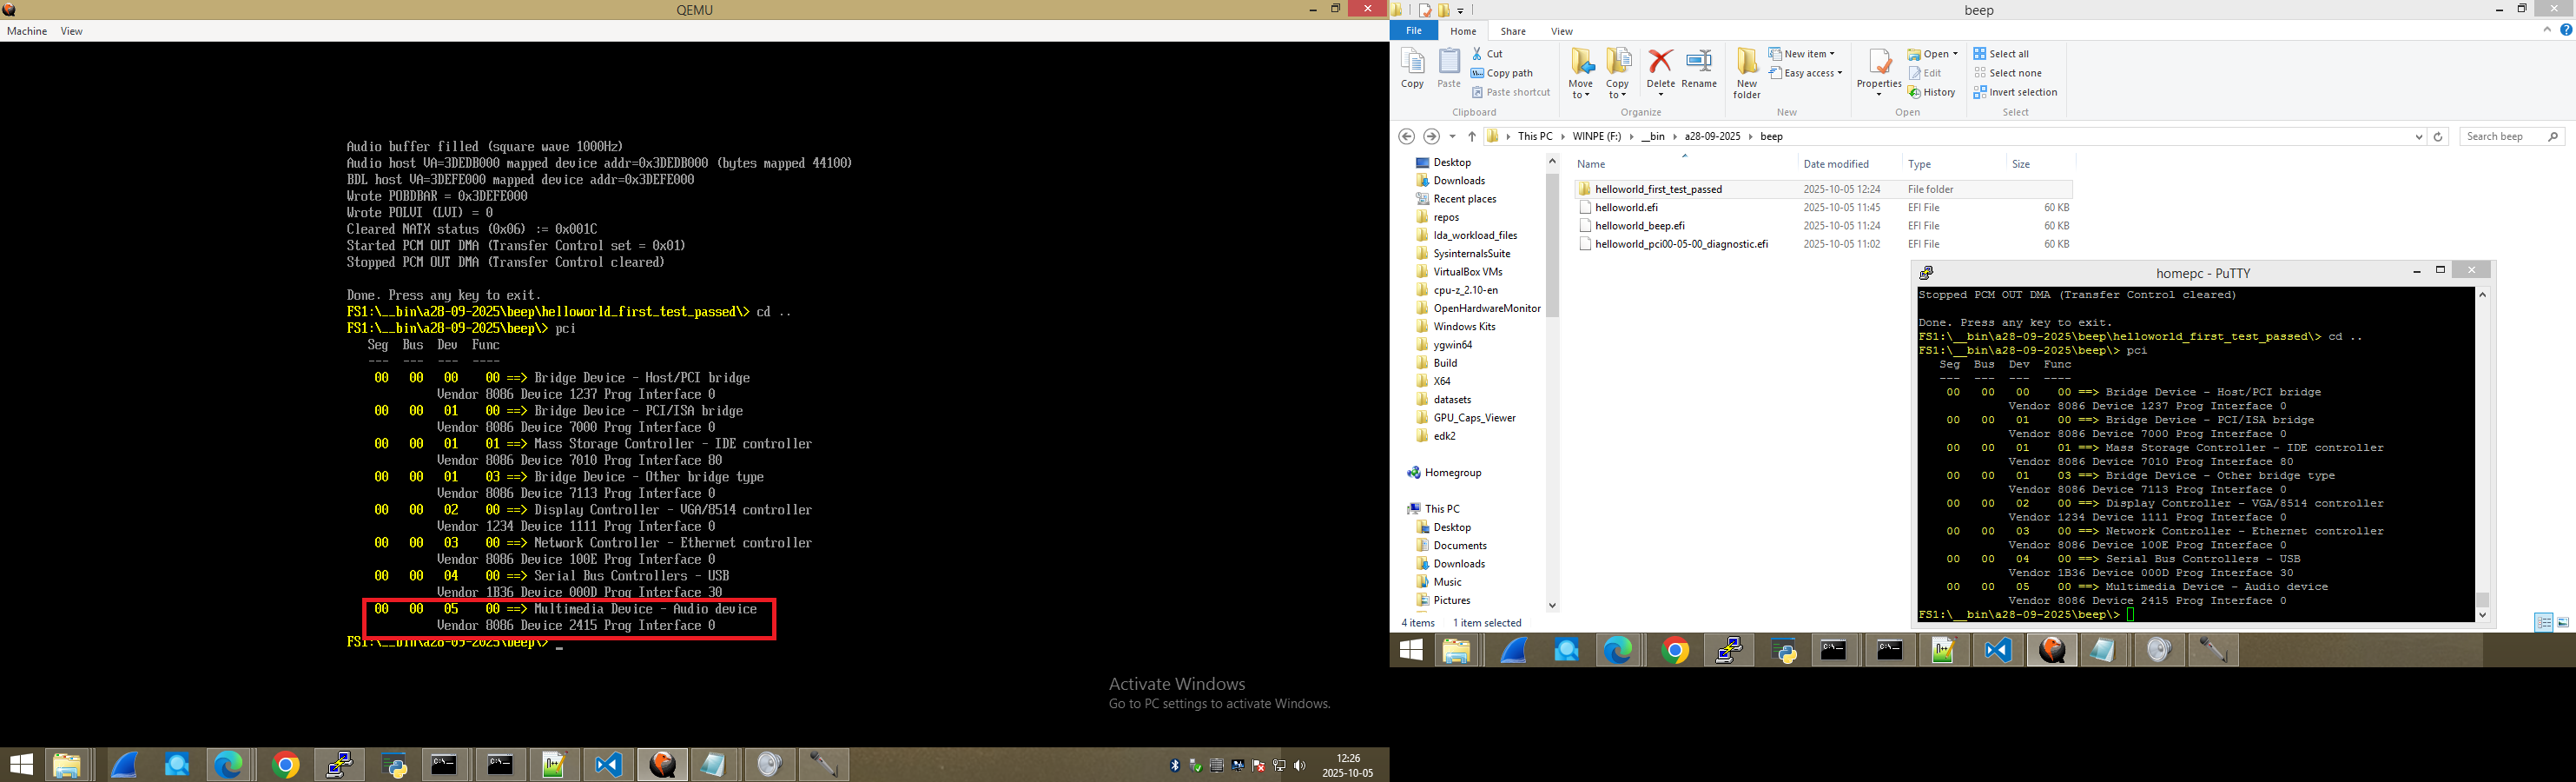 QEMU
Machine View
Audio buffer filled (square wave 1000Hz)
Audio host VA=3DEDB000 mapped device addr=0x3DEDB000 (bytes mapped 44100)
BDL host VA=3DEFE000 mapped device addr=0x3DEFE000
Wrote POBDBAR = 0x3DEFE000
Wrote POLVI (LVI) = 0
Cleared NATX status (0x06) := 0x001C
Started PCM OUT DMA (Transfer Control set = 0x01)
Stopped PCM OUT DMA (Transfer Control cleared)
Done. Press any key to exit.
FS1:\__bin\a28-09-2025\beep\helloworld_first_test_passed\> cd ..
FS1:\__bin\a28-09-2025\beep\> pci
Seg Bus Dev Func
--- --- --- ----
00 00 00 00 ==> Bridge Device - Host/PCI bridge
Vendor 8086 Device 1237 Prog Interface 0
00 00 01 00 ==> Bridge Device - PCI/ISA bridge
Vendor 8086 Device 7000 Prog Interface 0
00 00 01 01 ==> Mass Storage Controller - IDE controller
Vendor 8086 Device 7010 Prog Interface 80
00 00 01 03 ==> Bridge Device - Other bridge type
Vendor 8086 Device 7113 Prog Interface 0
00 00 02 00 ==> Display Controller - VGA/8514 controller
Vendor 1234 Device 1111 Prog Interface 0
00 00 03 00 ==> Network Controller - Ethernet controller
Vendor 8086 Device 100E Prog Interface 0
00 00 04 00 ==> Serial Bus Controllers - USB
Vendor 1B36 Device 000D Prog Interface 30
00 00 05 00 ==> Multimedia Device - Audio device
Vendor 8086 Device 2415 Prog Interface 0
FS1:\__bin\a28-09-2025\beep\> _
Activate Windows
Go to PC settings to activate Windows.
12:26
2025-10-05
beep
File Home Share View
Copy
Paste
Cut
Copy path
Paste shortcut
Clipboard
Move to
Copy to
Delete
Rename
Organize
New folder
New item
Easy access
New
Properties
Open
Edit
History
Open
Select all
Select none
Invert selection
Select
This PC WINPE (F:) __bin a28-09-2025 beep
Search beep
Desktop
Downloads
Recent places
repos
lda_workload_files
SysinternalsSuite
VirtualBox VMs
cpu-z_2.10-en
OpenHardwareMonitor
Windows Kits
ygwin64
Build
X64
datasets
GPU_Caps_Viewer
edk2
Homegroup
This PC
Desktop
Documents
Downloads
Music
Pictures
Name Date modified Type Size
helloworld_first_test_passed 2025-10-05 12:24 File folder
helloworld.efi 2025-10-05 11:45 EFI File 60 KB
helloworld_beep.efi 2025-10-05 11:24 EFI File 60 KB
helloworld_pci00-05-00_diagnostic.efi 2025-10-05 11:02 EFI File 60 KB
4 items 1 item selected
homepc - PuTTY
Stopped PCM OUT DMA (Transfer Control cleared)
Done. Press any key to exit.
FS1:\__bin\a28-09-2025\beep\helloworld_first_test_passed\> cd ..
FS1:\__bin\a28-09-2025\beep\> pci
Seg Bus Dev Func
--- --- --- ----
00 00 00 00 ==> Bridge Device - Host/PCI bridge
Vendor 8086 Device 1237 Prog Interface 0
00 00 01 00 ==> Bridge Device - PCI/ISA bridge
Vendor 8086 Device 7000 Prog Interface 0
00 00 01 01 ==> Mass Storage Controller - IDE controller
Vendor 8086 Device 7010 Prog Interface 80
00 00 01 03 ==> Bridge Device - Other bridge type
Vendor 8086 Device 7113 Prog Interface 0
00 00 02 00 ==> Display Controller - VGA/8514 controller
Vendor 1234 Device 1111 Prog Interface 0
00 00 03 00 ==> Network Controller - Ethernet controller
Vendor 8086 Device 100E Prog Interface 0
00 00 04 00 ==> Serial Bus Controllers - USB
Vendor 1B36 Device 000D Prog Interface 30
00 00 05 00 ==> Multimedia Device - Audio device
Vendor 8086 Device 2415 Prog Interface 0
FS1:\__bin\a28-09-2025\beep\>